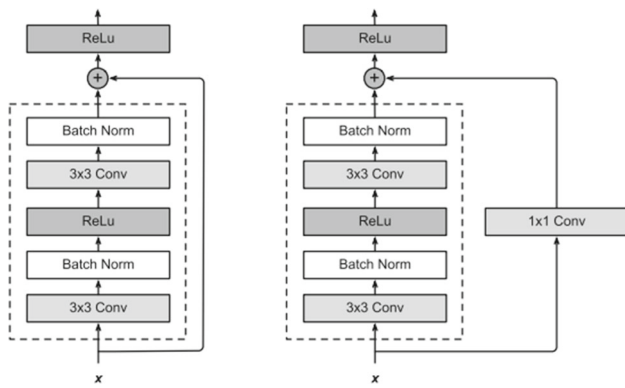 ReLu
+
Batch Norm
3x3 Conv
ReLu
Batch Norm
3x3 Conv
x
ReLu
+
Batch Norm
3x3 Conv
ReLu
1x1 Conv
Batch Norm
3x3 Conv
x